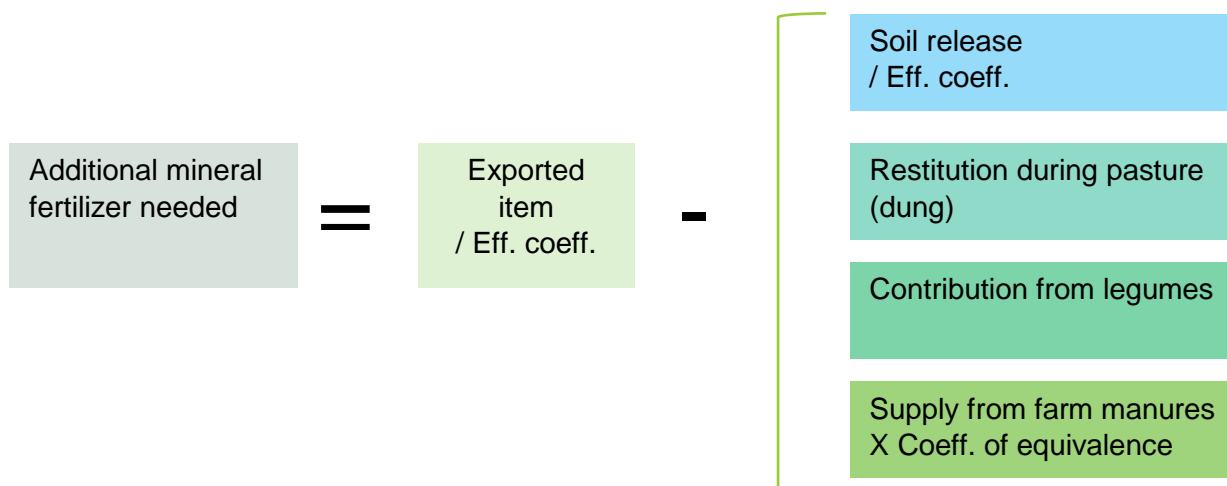 Additional mineral
fertilizer needed
=
Exported
item
/ Eff. coeff.
-
Soil release
/ Eff. coeff.
Restitution during pasture
(dung)
Contribution from legumes
Supply from farm manures
X Coeff. of equivalence